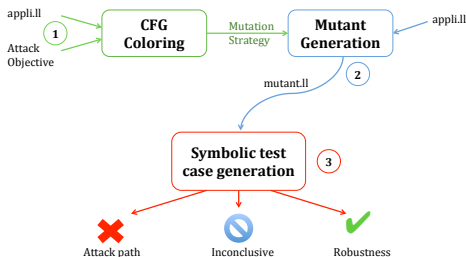 appli.ll
1
Attack
Objective
CFG
Coloring
Mutation
Strategy
Mutant
Generation
appli.ll
2
mutant.ll
Symbolic test
case generation
3
Attack path
Inconclusive
Robustness